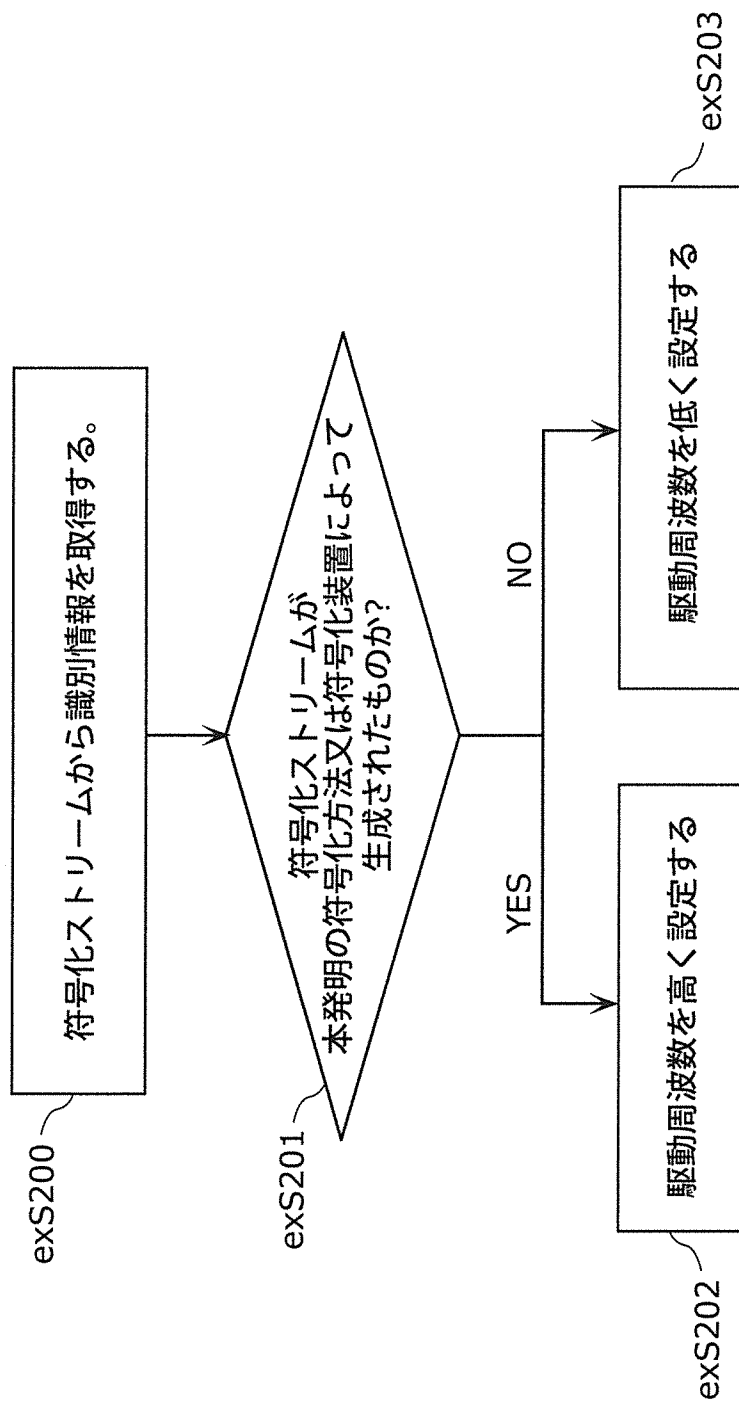 exS200
符号化ストリームから識別情報を取得する。
exS201
符号化ストリームが
本発明の符号化方法又は符号化装置によって
生成されたものか?
YES
NO
exS202
駆動周波数を高く設定する
駆動周波数を低く設定する
exS203